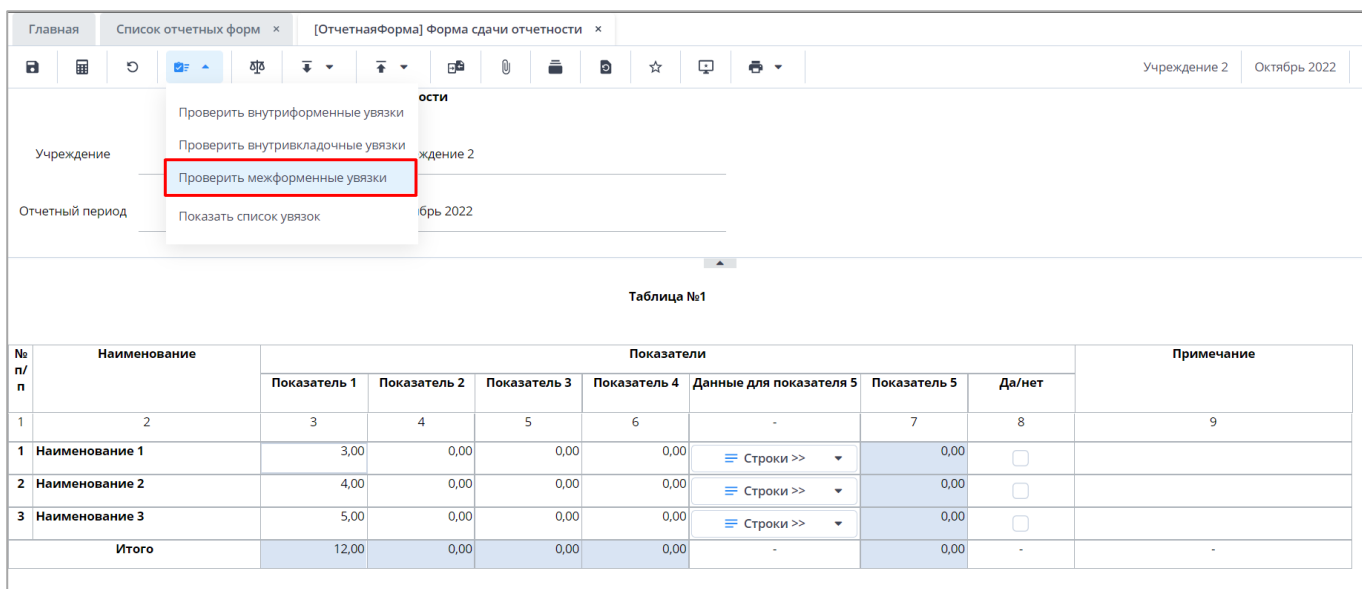 Главная Список отчетных форм × [ОтчетнаяФорма] Форма сдачи отчетности ×
Учреждение 2 Октябрь 2022
ости
Проверить внутриформенные увязки
Проверить внутривкладочные увязки
Учреждение ждение 2
Проверить межформенные увязки
Отчетный период брь 2022
Показать список увязок
Таблица №1
№ п/п Наименование Показатели Примечание
Показатель 1 Показатель 2 Показатель 3 Показатель 4 Данные для показателя 5 Показатель 5 Да/нет
1 2 3 4 5 6 - 7 8 9
1 Наименование 1 3,00 0,00 0,00 0,00 Строки >> 0,00
2 Наименование 2 4,00 0,00 0,00 0,00 Строки >> 0,00
3 Наименование 3 5,00 0,00 0,00 0,00 Строки >> 0,00
Итого 12,00 0,00 0,00 0,00 - 0,00 - -